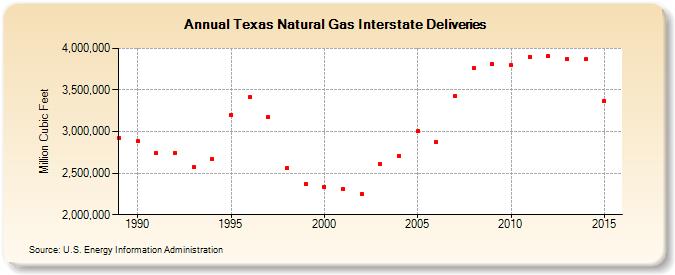 Annual Texas Natural Gas Interstate Deliveries
Million Cubic Feet
4,000,000
3,500,000
3,000,000
2,500,000
2,000,000
1990 1995 2000 2005 2010 2015
Source: U.S. Energy Information Administration